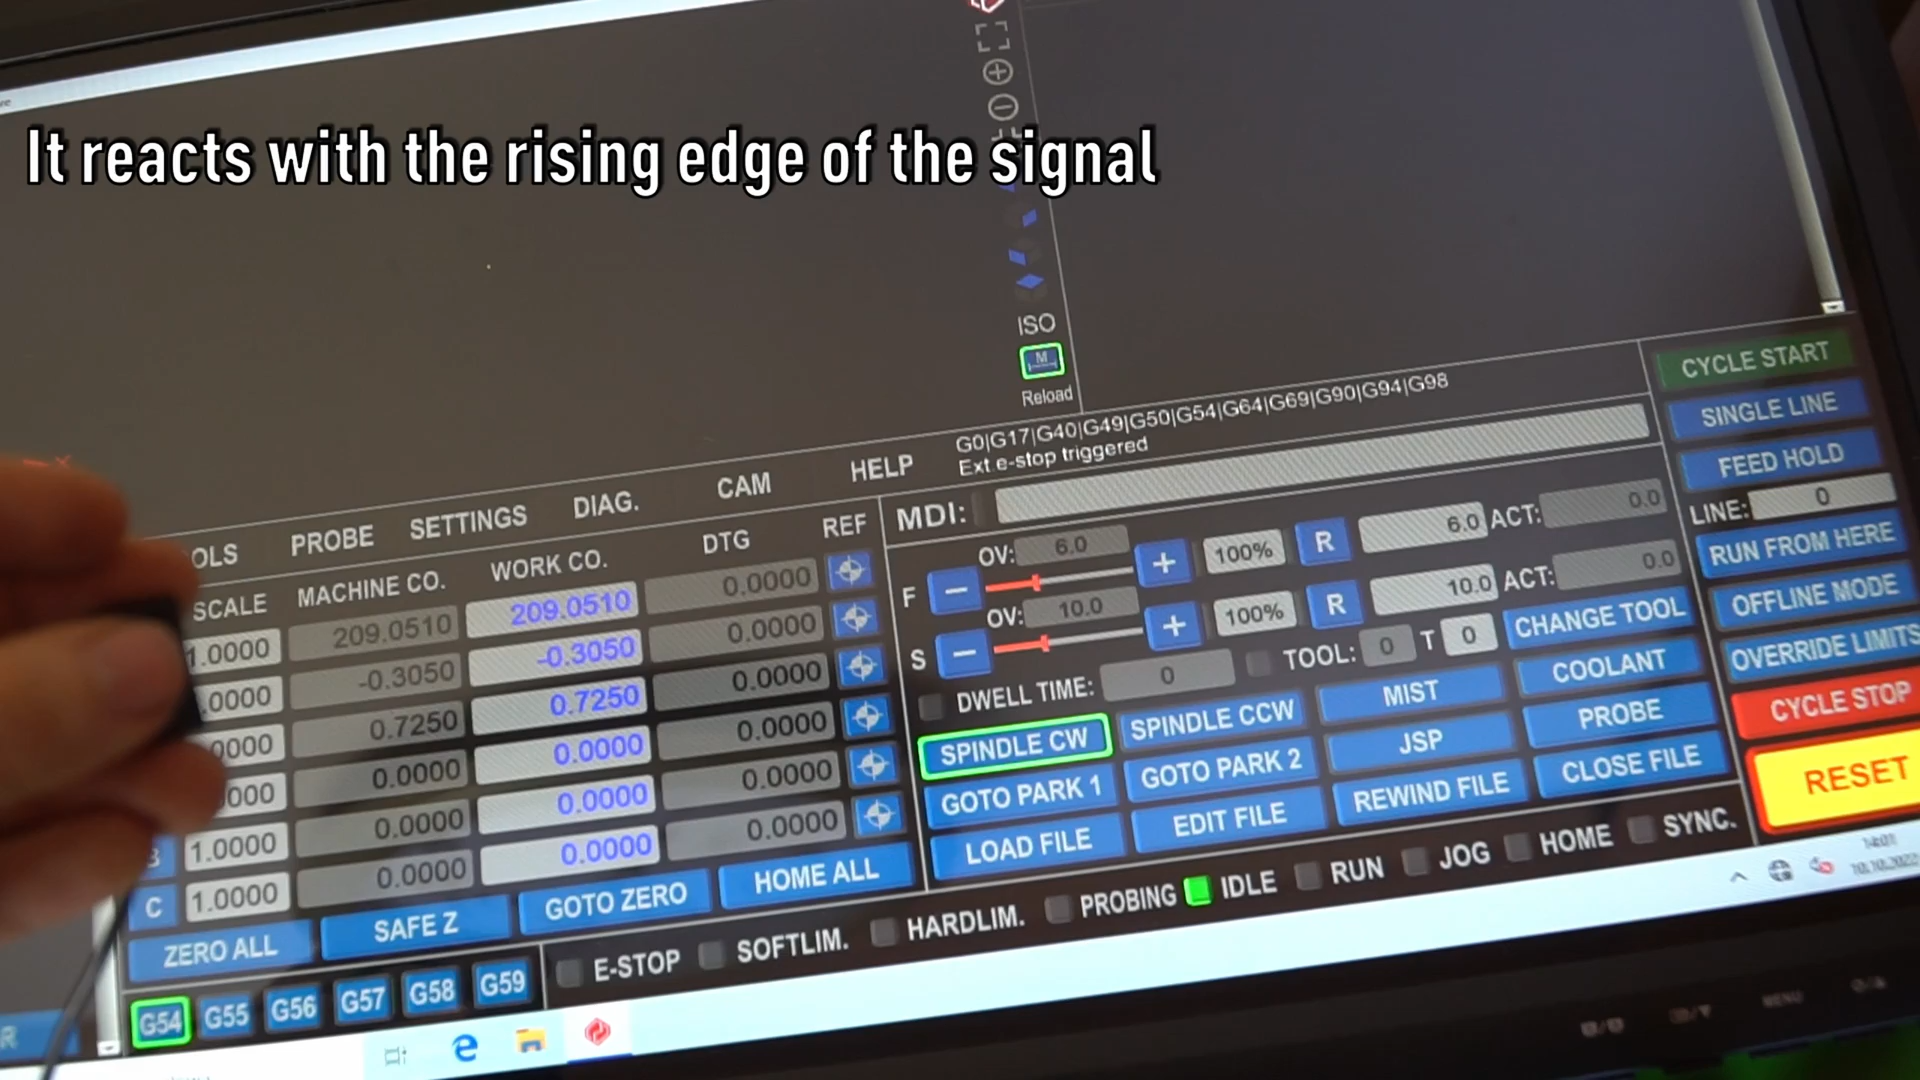 It reacts with the rising edge of the signal
ISO
M
Reload
G0|G17|G40|G49|G50|G54|G64|G69|G90|G94|G98
Ext e-stop triggered
OLS PROBE SETTINGS DIAG. CAM HELP
MDI:
SCALE MACHINE CO. WORK CO. DTG REF
1.0000 209.0510 209.0510 0.0000
.0000 -0.3050 -0.3050 0.0000
0000 0.7250 0.7250 0.0000
000 0.0000 0.0000 0.0000
1.0000 0.0000 0.0000 0.0000
C 1.0000 0.0000 0.0000 0.0000
ZERO ALL SAFE Z GOTO ZERO HOME ALL
G54 G55 G56 G57 G58 G59
F OV: 6.0 100% R 6.0 ACT: 0.0
S OV: 10.0 100% R 10.0 ACT: 0.0
DWELL TIME: 0 TOOL: 0 T 0 CHANGE TOOL
SPINDLE CW SPINDLE CCW MIST COOLANT
GOTO PARK 1 GOTO PARK 2 JSP PROBE
LOAD FILE EDIT FILE REWIND FILE CLOSE FILE
E-STOP SOFTLIM. HARDLIM. PROBING IDLE RUN JOG HOME SYNC.
CYCLE START
SINGLE LINE
FEED HOLD
LINE: 0
RUN FROM HERE
OFFLINE MODE
OVERRIDE LIMITS
CYCLE STOP
RESET
14:01
10.10.2022
MENU